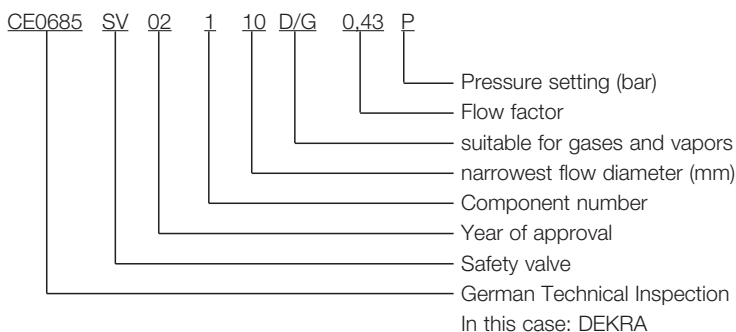 CE0685 SV 02 1 10 D/G 0,43 P
Pressure setting (bar)
Flow factor
suitable for gases and vapors
narrowest flow diameter (mm)
Component number
Year of approval
Safety valve
German Technical Inspection
In this case: DEKRA